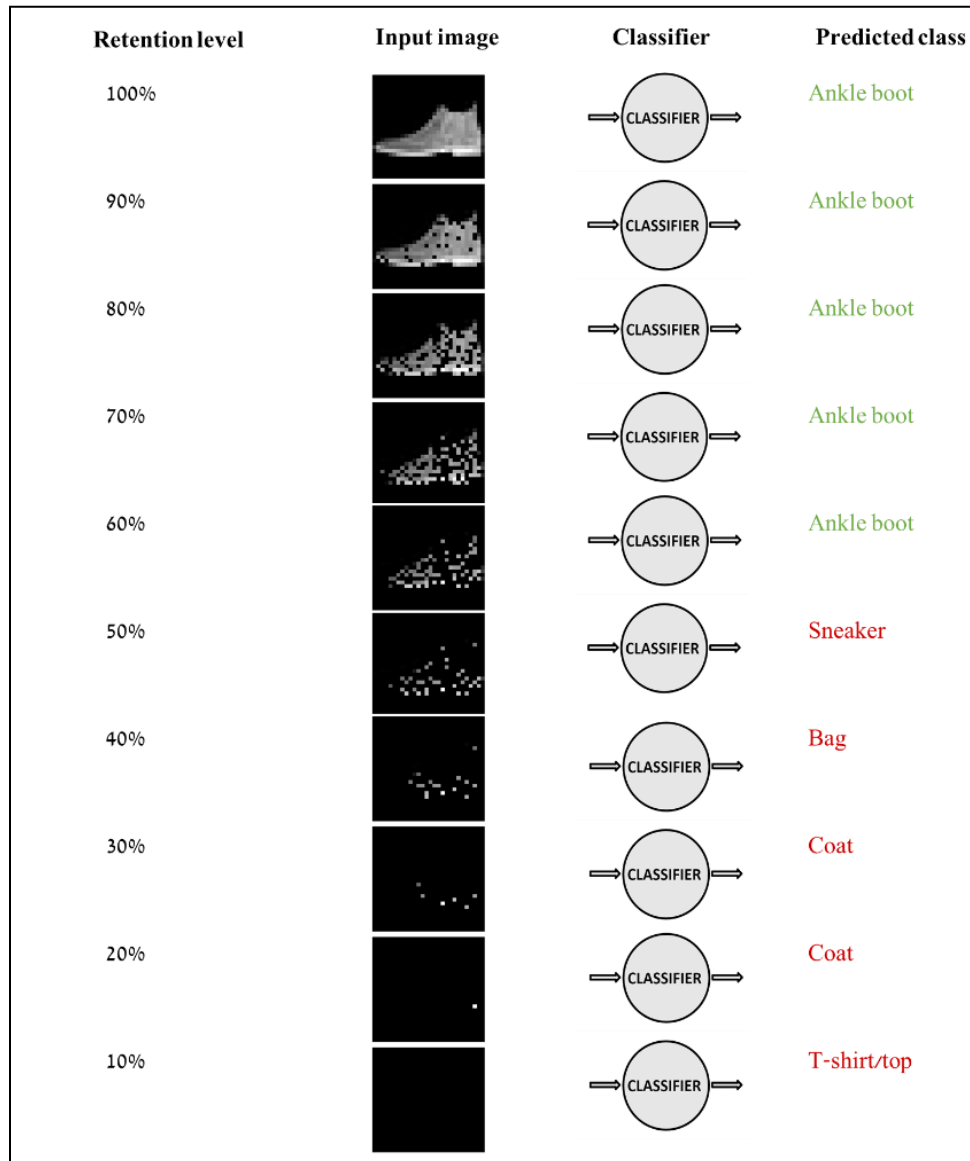 Retention level Input image Classifier Predicted class
100% CLASSIFIER Ankle boot
90% CLASSIFIER Ankle boot
80% CLASSIFIER Ankle boot
70% CLASSIFIER Ankle boot
60% CLASSIFIER Ankle boot
50% CLASSIFIER Sneaker
40% CLASSIFIER Bag
30% CLASSIFIER Coat
20% CLASSIFIER Coat
10% CLASSIFIER T-shirt/top